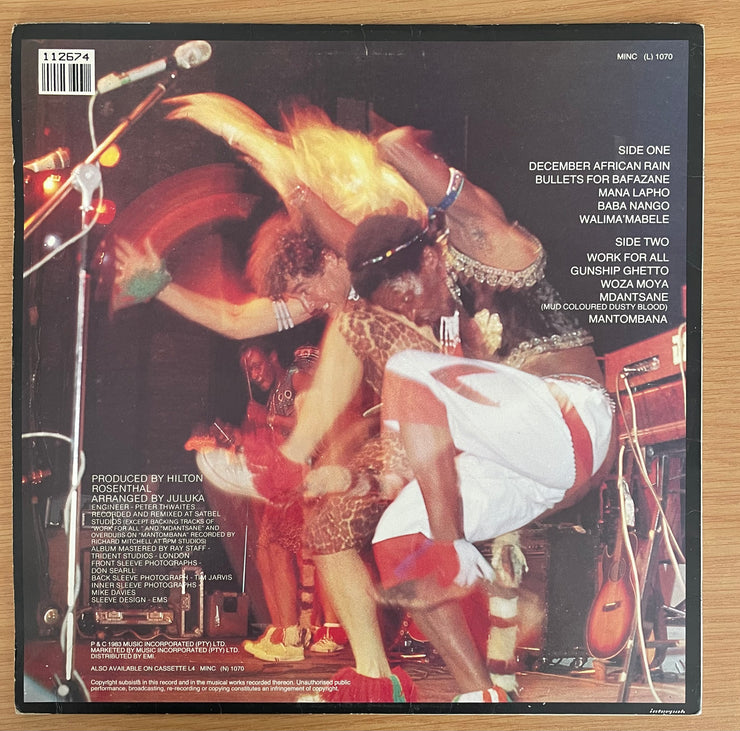 112674
MINC (L) 1070
SIDE ONE
DECEMBER AFRICAN RAIN
BULLETS FOR BAFAZANE
MANA LAPHO
BABA NANGO
WALIMA'MABELE
SIDE TWO
WORK FOR ALL
GUNSHIP GHETTO
WOZA MOYA
MDANTSANE
(MUD COLOURED DUSTY BLOOD)
MANTOMBANA
PRODUCED BY HILTON
ROSENTHAL
ARRANGED BY JULUKA
ENGINEER - PETER THWAITES
RECORDED AND REMIXED AT SATBEL
STUDIOS (EXCEPT BACKING TRACKS OF
"WORK FOR ALL" AND "MDANTSANE" AND
OVERDUBS ON "MANTOMBANA" RECORDED BY
RICHARD MITCHELL AT RPM STUDIOS)
ALBUM MASTERED BY RAY STAFF -
TRIDENT STUDIOS - LONDON
FRONT SLEEVE PHOTOGRAPHS -
DON SEARLL
BACK SLEEVE PHOTOGRAPH - TIM JARVIS
INNER SLEEVE PHOTOGRAPHS -
MIKE DAVIES
SLEEVE DESIGN - EMS
P & C 1983 MUSIC INCORPORATED (PTY) LTD.
MARKETED BY MUSIC INCORPORATED (PTY) LTD.
DISTRIBUTED BY EMI.
ALSO AVAILABLE ON CASSETTE L4 MINC (N) 1070
Copyright subsists in this record and in the musical works recorded thereon. Unauthorised public
performance, broadcasting, re-recording or copying constitutes an infringement of copyright.
interpak